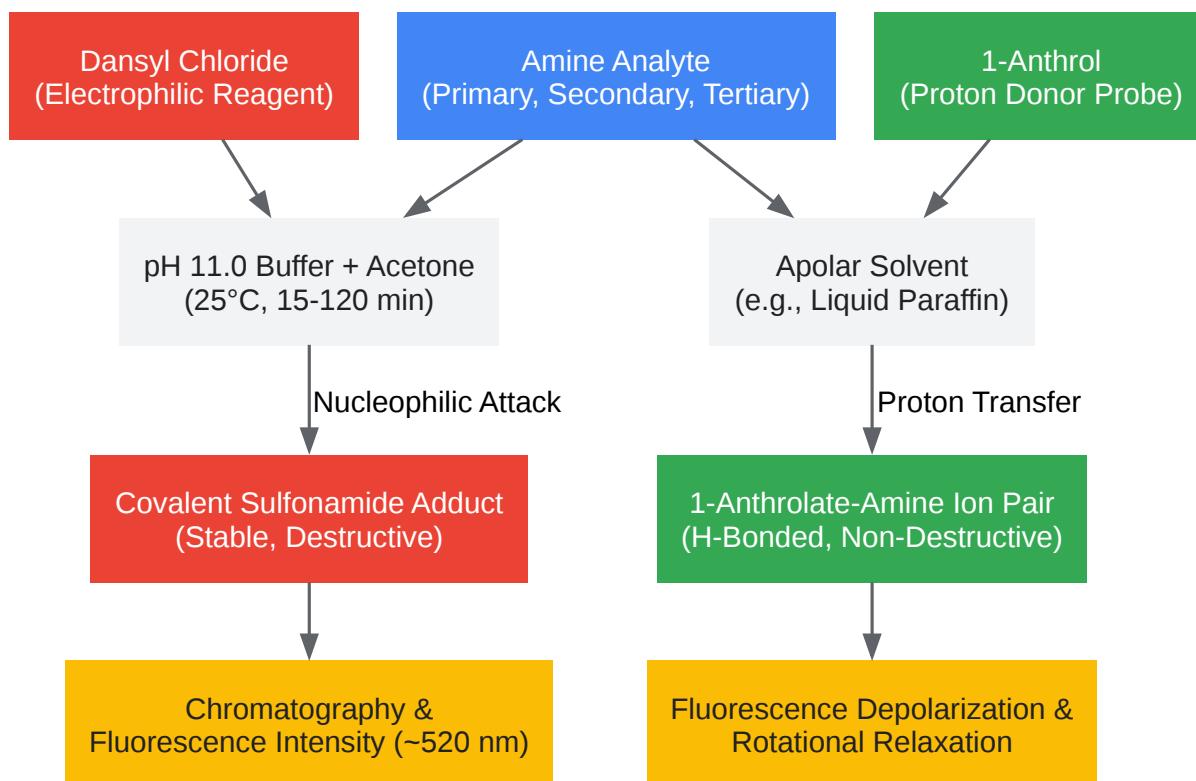 Dansyl Chloride
(Electrophilic Reagent)
Amine Analyte
(Primary, Secondary, Tertiary)
1-Anthrol
(Proton Donor Probe)
pH 11.0 Buffer + Acetone
(25°C, 15-120 min)
Apolar Solvent
(e.g., Liquid Paraffin)
Nucleophilic Attack
Proton Transfer
Covalent Sulfonamide Adduct
(Stable, Destructive)
1-Anthrolate-Amine Ion Pair
(H-Bonded, Non-Destructive)
Chromatography &
Fluorescence Intensity (~520 nm)
Fluorescence Depolarization &
Rotational Relaxation